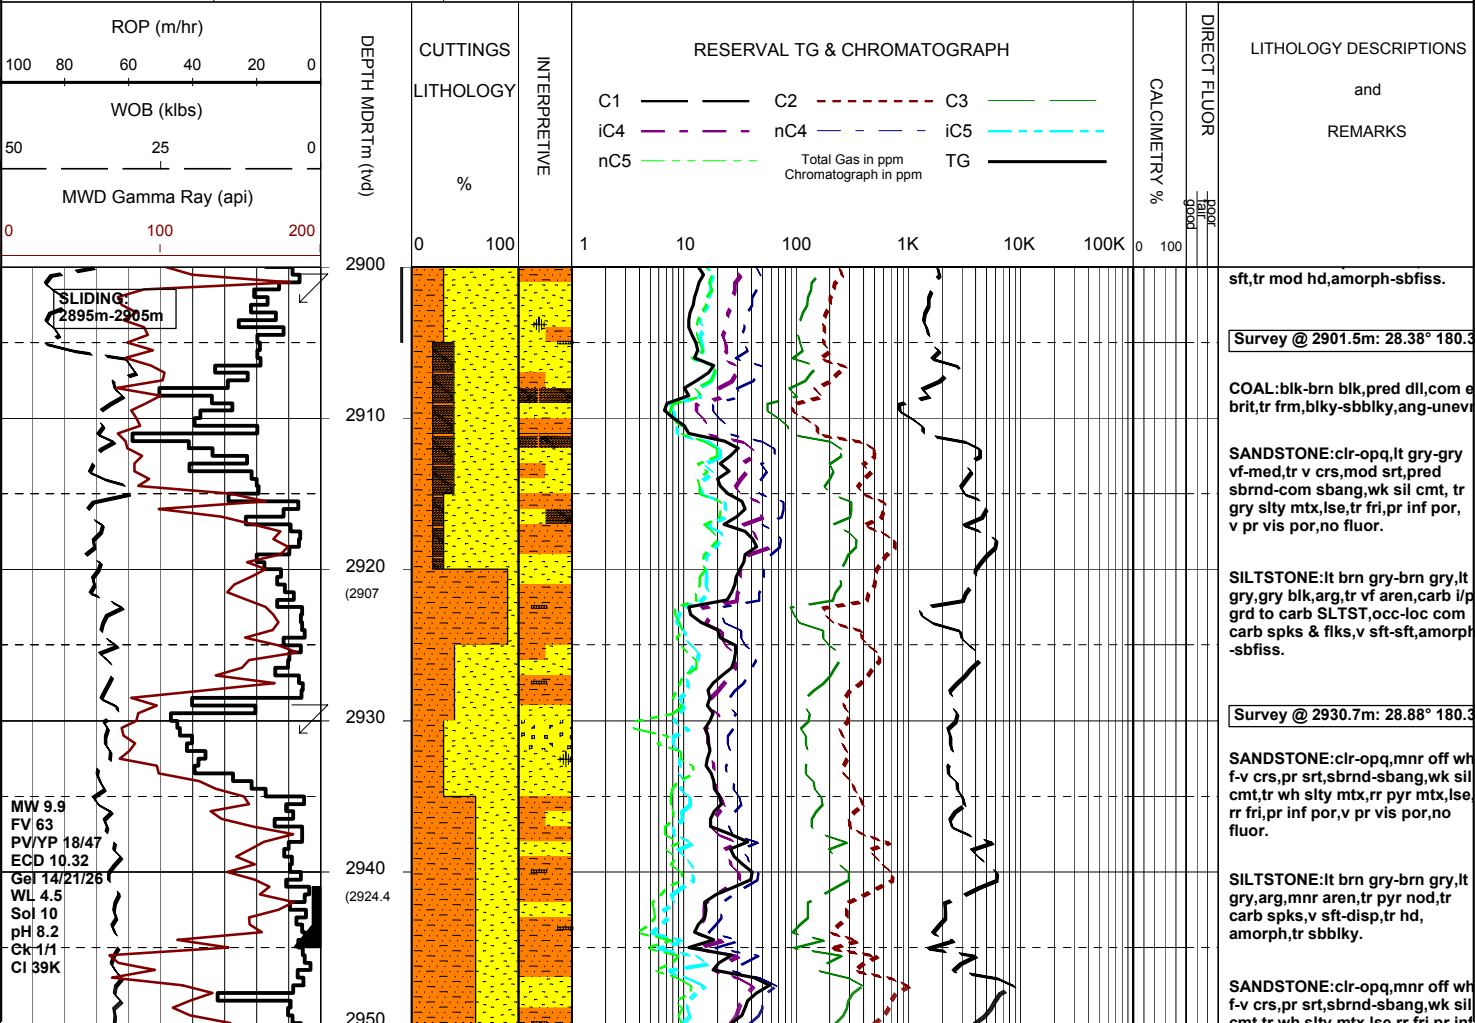 ROP (m/hr)
100 80 60 40 20 0
WOB (klbs)
50 25 0
MWD Gamma Ray (api)
0 100 200
DEPTH MDRTm (tvd)
CUTTINGS
LITHOLOGY
%
0 100
INTERPRETIVE
RESERVAL TG & CHROMATOGRAPH
C1 C2 C3
iC4 nC4 iC5
nC5 Total Gas in ppm TG
Chromatograph in ppm
1 10 100 1K 10K 100K
CALCIMETRY %
0 100
DIRECT FLUOR
poor
fair
good
LITHOLOGY DESCRIPTIONS
and
REMARKS
SLIDING:
2895m-2905m
MW 9.9
FV 63
PV/YP 18/47
ECD 10.32
Gel 14/21/26
WL 4.5
Sol 10
pH 8.2
Ck 1/1
Cl 39K
2900
2910
2920
(2907
2930
2940
(2924.4
2950
sft,tr mod hd,amorph-sbfiss.
Survey @ 2901.5m: 28.38° 180.3
COAL:blk-brn blk,pred dll,com e
brit,tr frm,blky-sbblky,ang-unev
SANDSTONE:clr-opq,lt gry-gry
vf-med,tr v crs,mod srt,pred
sbrnd-com sbang,wk sil cmt, tr
gry slty mtx,lse,tr fri,pr inf por,
v pr vis por,no fluor.
SILTSTONE:lt brn gry-brn gry,lt
gry,gry blk,arg,tr vf aren,carb i/p
grd to carb SLTST,occ-loc com
carb spks & flks,v sft-sft,amorph
-sbfiss.
Survey @ 2930.7m: 28.88° 180.3
SANDSTONE:clr-opq,mnr off wh
f-v crs,pr srt,sbrnd-sbang,wk sil
cmt,tr wh slty mtx,rr pyr mtx,lse,
rr fri,pr inf por,v pr vis por,no
fluor.
SILTSTONE:lt brn gry-brn gry,lt
gry,arg,mnr aren,tr pyr nod,tr
carb spks,v sft-disp,tr hd,
amorph,tr sbblky.
SANDSTONE:clr-opq,mnr off wh
f-v crs,pr srt,sbrnd-sbang,wk sil
cmt,tr wh slty mtx,lse,rr fri,pr inf